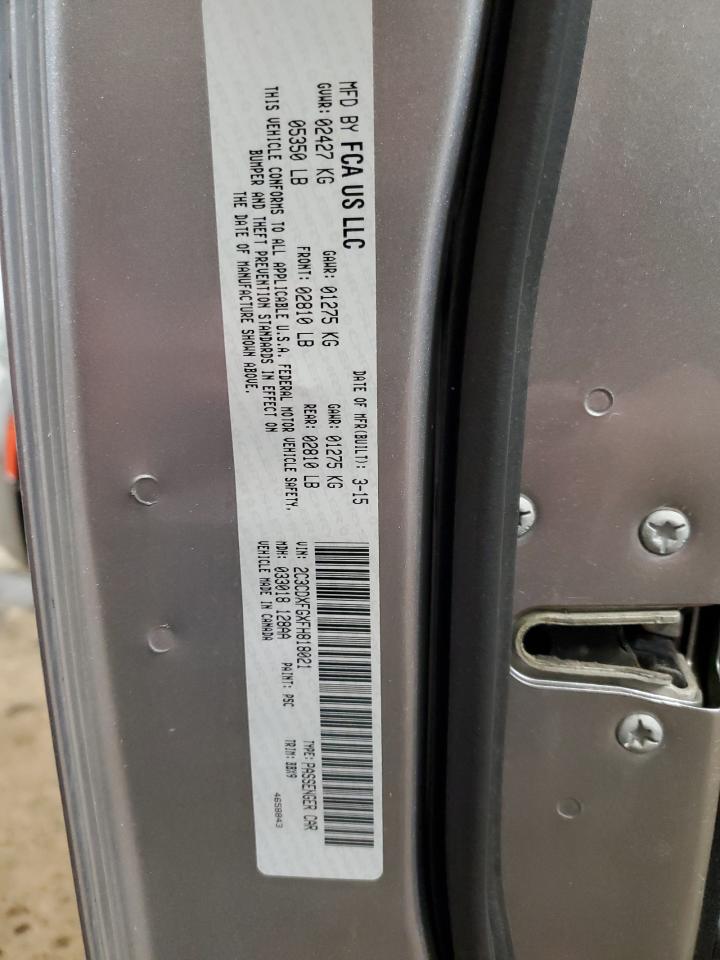 MFD BY FCA US LLC
DATE OF MFR(BUILT): 3-15
GVWR: 02427 KG
GAWR: 01275 KG
GAWR: 01275 KG
05350 LB
FRONT: 02810 LB
REAR: 02810 LB
THIS VEHICLE CONFORMS TO ALL APPLICABLE U.S.A. FEDERAL MOTOR VEHICLE SAFETY,
BUMPER AND THEFT PREVENTION STANDARDS IN EFFECT ON
THE DATE OF MANUFACTURE SHOWN ABOVE.
VIN: 2C3CDXFGXFH818021
TYPE: PASSENGER CAR
MDH: 033018 128AA
PAINT: PSC
TRIM: BBX9
VEHICLE MADE IN CANADA
4658843